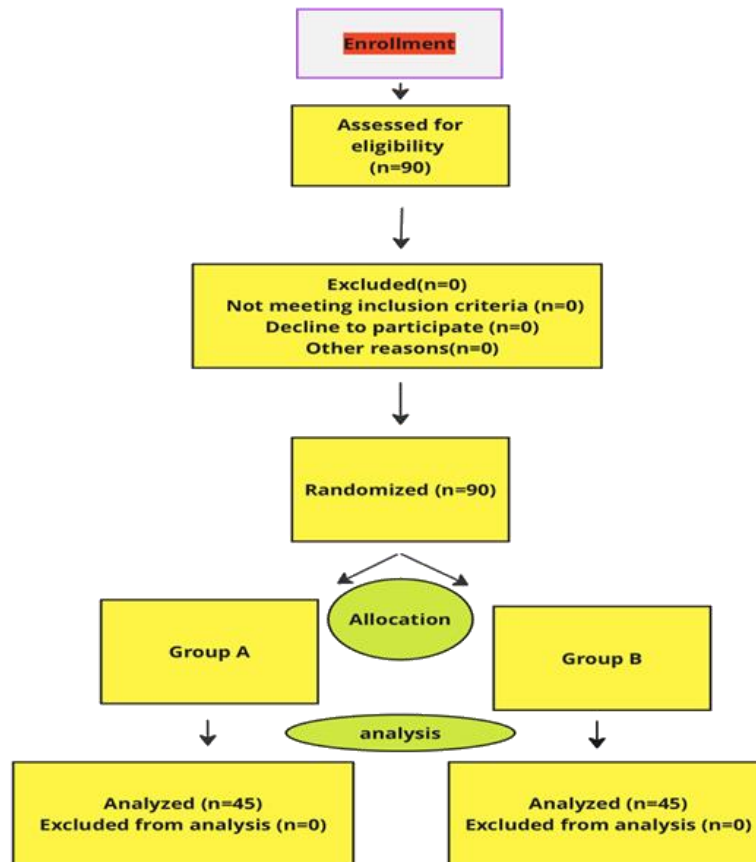 Enrollment
Assessed for
eligibility
(n=90)
Excluded(n=0)
Not meeting inclusion criteria (n=0)
Decline to participate (n=0)
Other reasons(n=0)
Randomized (n=90)
Allocation
Group A
Group B
analysis
Analyzed (n=45)
Excluded from analysis (n=0)
Analyzed (n=45)
Excluded from analysis (n=0)